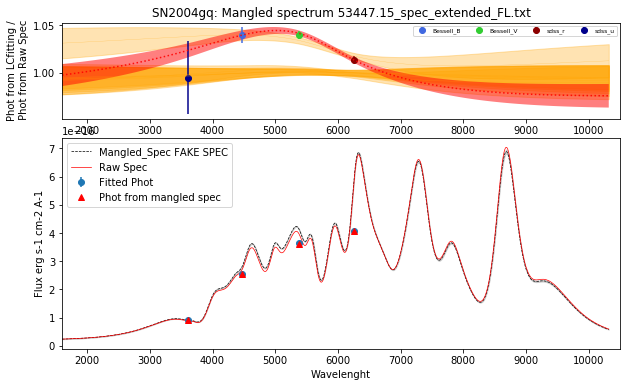 SN2004gq: Mangled spectrum 53447.15_spec_extended_FL.txt
Phot from LCfitting /
Phot from Raw Spec
1.05
1.00
Bessell_B
Bessell_V
sdss_r
sdss_u
2000 3000 4000 5000 6000 7000 8000 9000 10000
1e−16
Flux erg s-1 cm-2 A-1
7
6
5
4
3
2
1
0
Mangled_Spec FAKE SPEC
Raw Spec
Fitted Phot
Phot from mangled spec
2000 3000 4000 5000 6000 7000 8000 9000 10000
Wavelenght